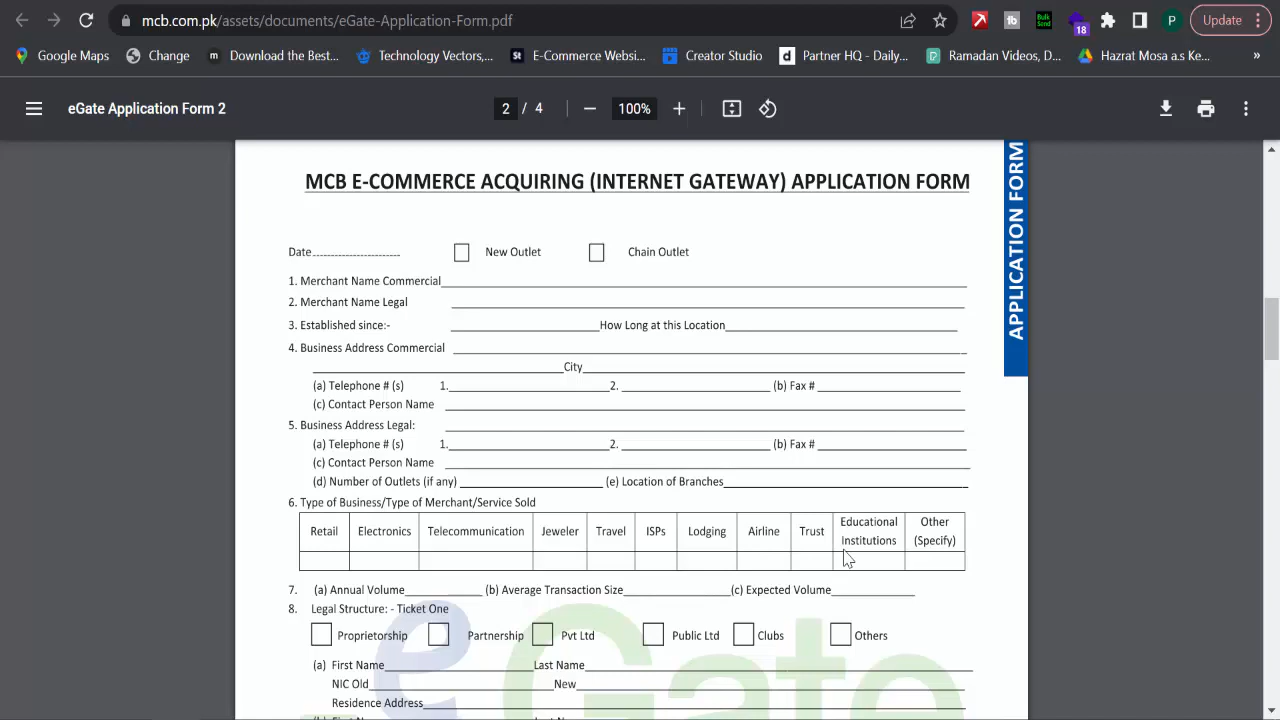 mcb.com.pk/assets/documents/eGate-Application-Form.pdf
tb
Bulk Send
18
P
Update
Google Maps
Change
m Download the Best...
Technology Vectors,...
St E-Commerce Websi...
Creator Studio
d Partner HQ - Daily...
Ramadan Videos, D...
Hazrat Mosa a.s Ke...
»
eGate Application Form 2
2 / 4
100%
APPLICATION FORM
MCB E-COMMERCE ACQUIRING (INTERNET GATEWAY) APPLICATION FORM
Date------------------------ New Outlet Chain Outlet
1. Merchant Name Commercial
2. Merchant Name Legal
3. Established since:- How Long at this Location
4. Business Address Commercial
City
(a) Telephone # (s) 1. 2. (b) Fax #
(c) Contact Person Name
5. Business Address Legal:
(a) Telephone # (s) 1. 2. (b) Fax #
(c) Contact Person Name
(d) Number of Outlets (if any) (e) Location of Branches
6. Type of Business/Type of Merchant/Service Sold
Retail Electronics Telecommunication Jeweler Travel ISPs Lodging Airline Trust Educational Institutions Other (Specify)
7. (a) Annual Volume (b) Average Transaction Size (c) Expected Volume
8. Legal Structure: - Ticket One
Proprietorship Partnership Pvt Ltd Public Ltd Clubs Others
(a) First Name Last Name
NIC Old New
Residence Address
eGate